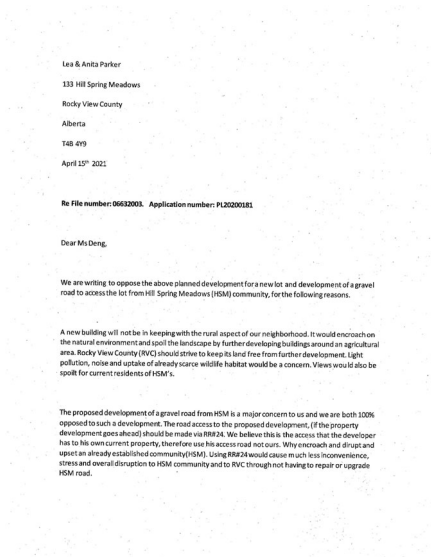 Lea & Anita Parker
133 Hill Spring Meadows
Rocky View County
Alberta
T4B 4Y9
April 15th 2021
Re File number: 06632003. Application number: PL20200181
Dear Ms Deng,
We are writing to oppose the above planned development for a new lot and development of a gravel
road to access the lot from Hill Spring Meadows (HSM) community, for the following reasons.
A new building will not be in keeping with the rural aspect of our neighborhood. It would encroach on
the natural environment and spoil the landscape by further developing buildings around an agricultural
area. Rocky View County (RVC) should strive to keep its land free from further development. Light
pollution, noise and uptake of already scarce wildlife habitat would be a concern. Views would also be
spoilt for current residents of HSM's.
The proposed development of a gravel road from HSM is a major concern to us and we are both 100%
opposed to such a development. The road access to the proposed development, (if the property
development goes ahead) should be made via RR#24. We believe this is the access that the developer
has to his own current property, therefore use his access road not ours. Why encroach and dirupt and
upset an already established community(HSM). Using RR#24 would cause much less inconvenience,
stress and overall disruption to HSM community and to RVC through not having to repair or upgrade
HSM road.